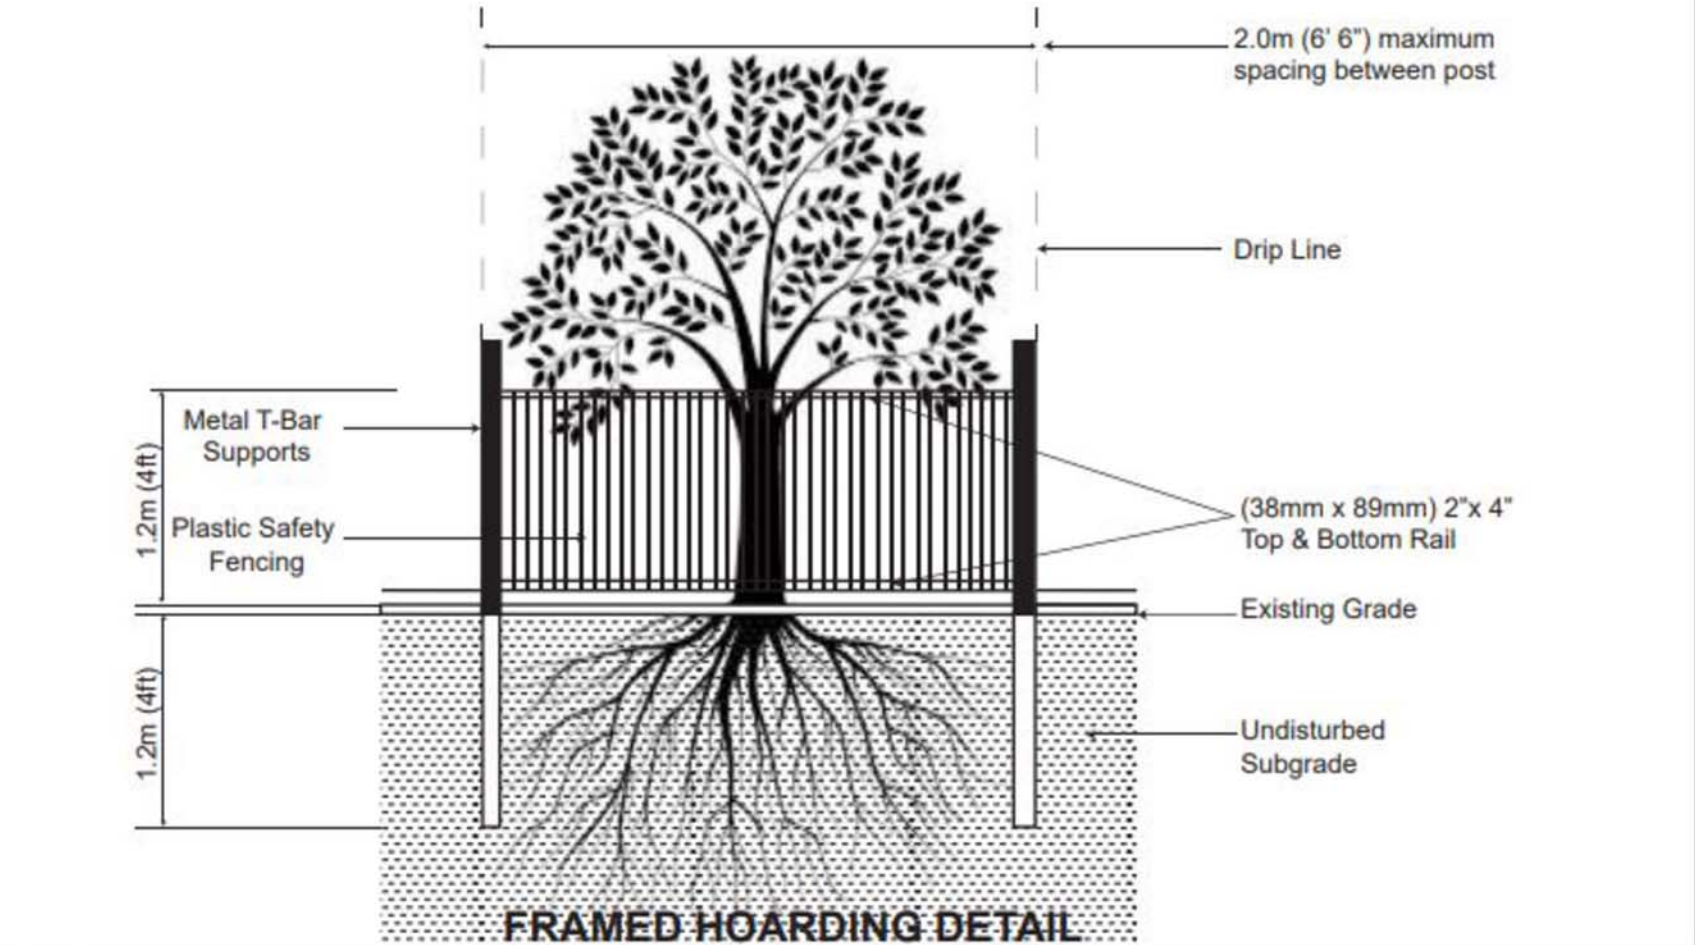 2.0m (6' 6") maximum
spacing between post
Drip Line
Metal T-Bar
Supports
1.2m (4ft)
Plastic Safety
Fencing
(38mm x 89mm) 2"x 4"
Top & Bottom Rail
Existing Grade
1.2m (4ft)
Undisturbed
Subgrade
FRAMED HOARDING DETAIL